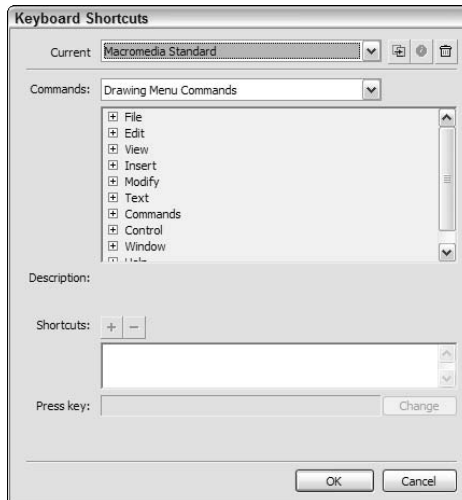 Keyboard Shortcuts
Current Macromedia Standard
Commands: Drawing Menu Commands
File
Edit
View
Insert
Modify
Text
Commands
Control
Window
Help
Description:
Shortcuts: + −
Press key: Change
OK Cancel